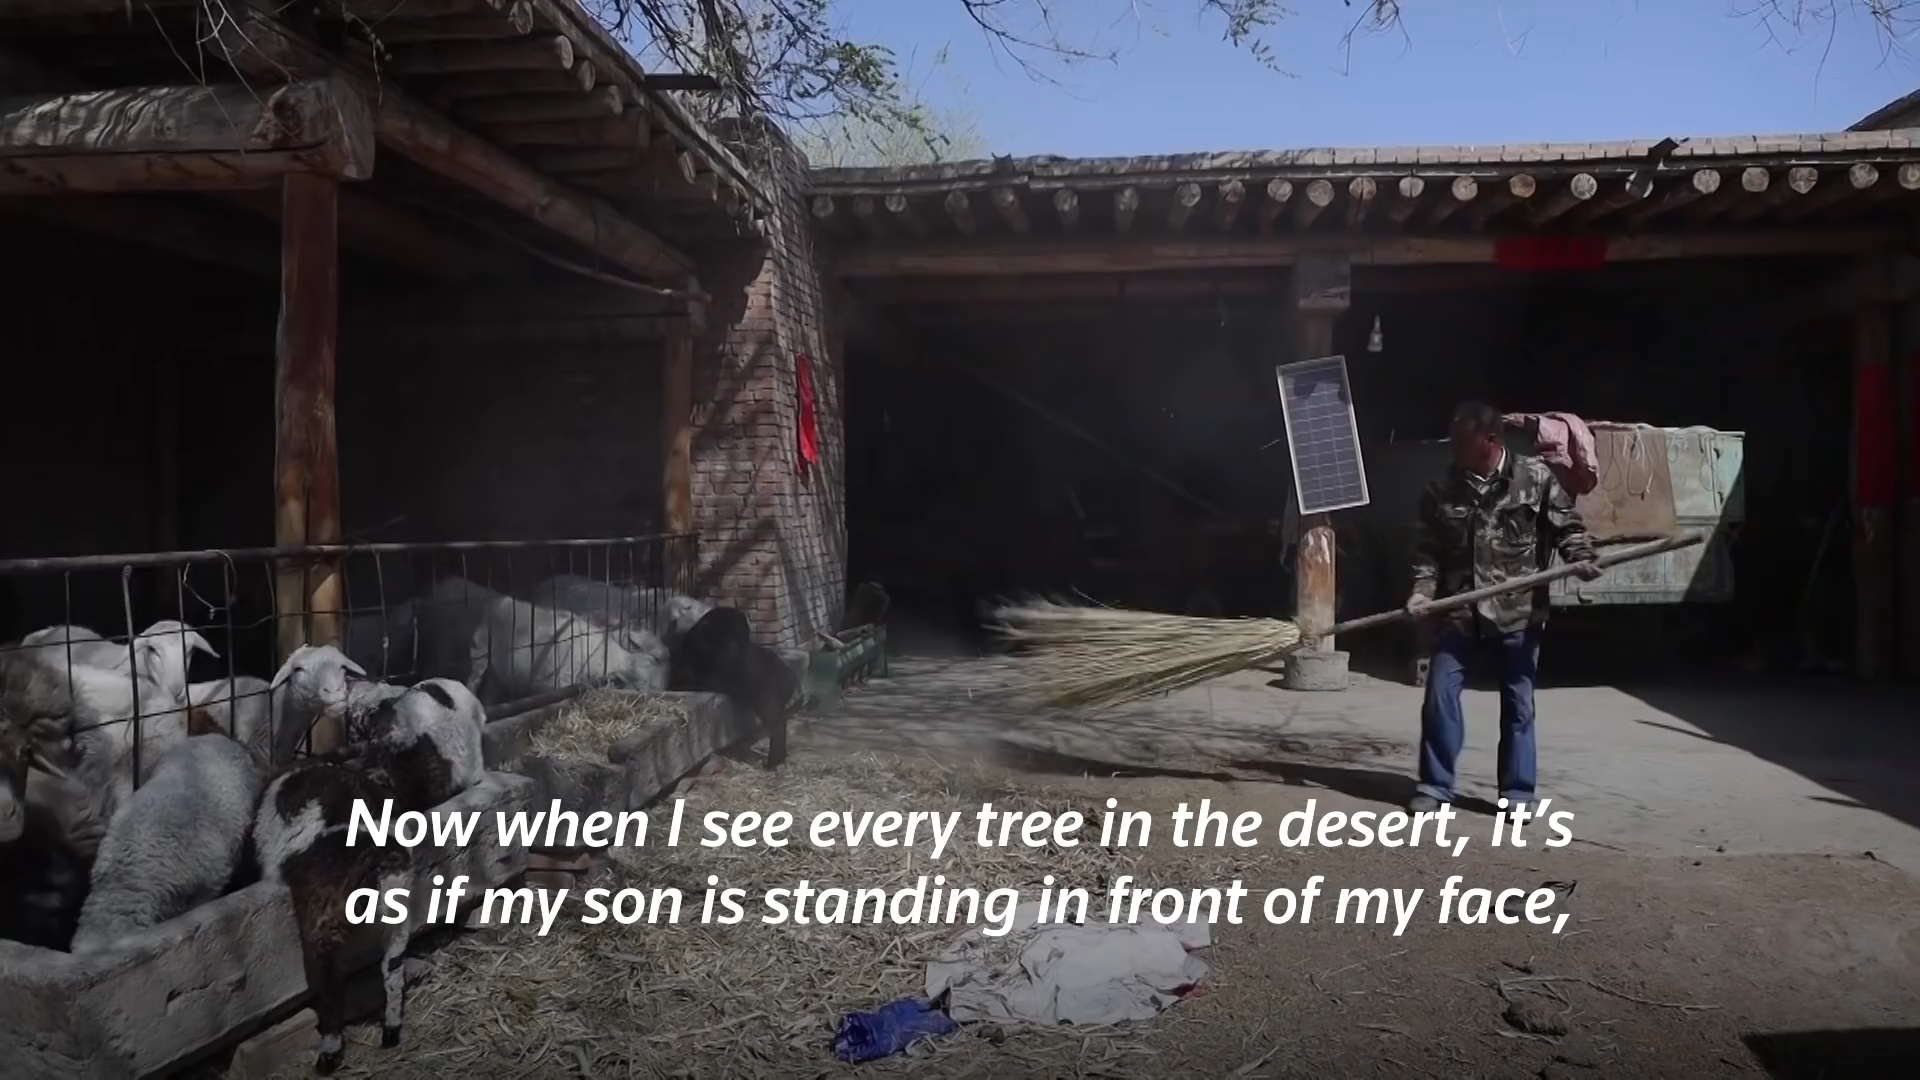 Now when I see every tree in the desert, it’s
as if my son is standing in front of my face,